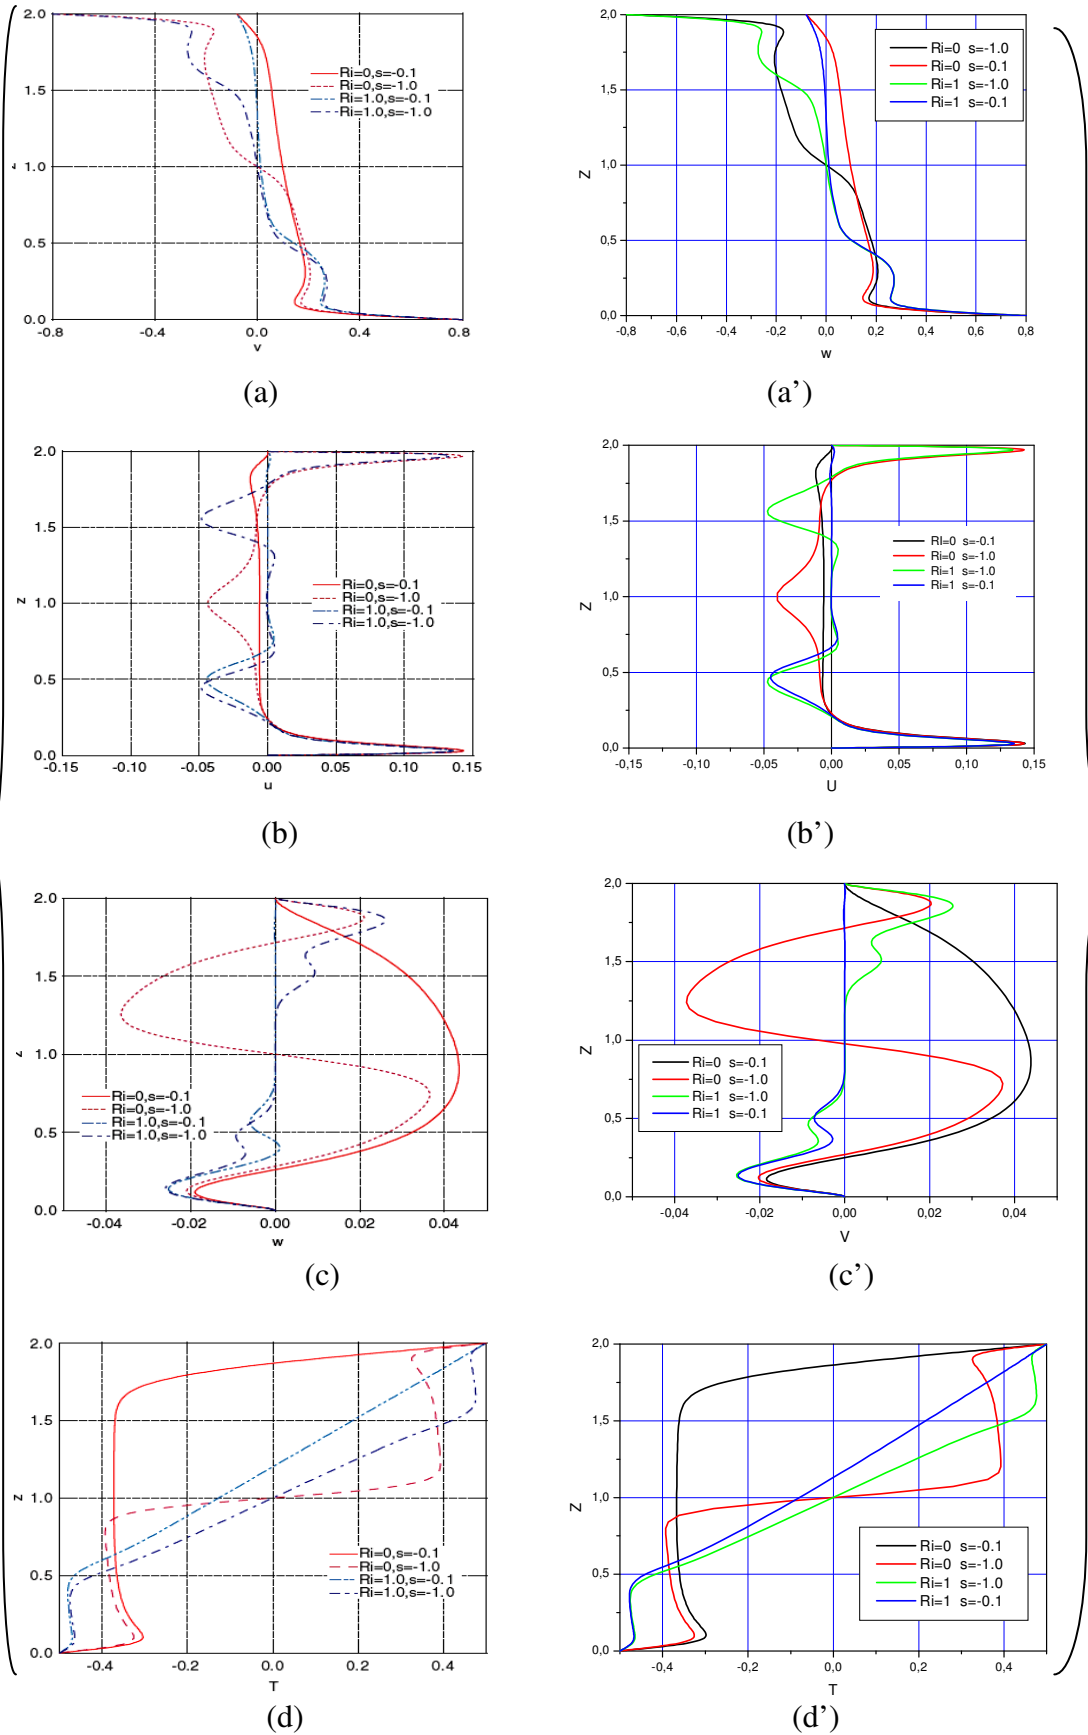 2.0
1.5
1.0
0.5
0.0
-0.8
-0.4
0.0
0.4
0.8
v
Ri=0,s=-0.1
Ri=0,s=-1.0
Ri=1.0,s=-0.1
Ri=1.0,s=-1.0
(a)
2,0
1,5
1,0
0,5
0,0
Z
-0,8
-0,6
-0,4
-0,2
0,0
0,2
0,4
0,6
0,8
w
Ri=0 s=-1.0
Ri=0 s=-0.1
Ri=1 s=-1.0
Ri=1 s=-0.1
(a')
2.0
1.5
1.0
0.5
0.0
z
-0.15
-0.10
-0.05
0.00
0.05
0.10
0.15
u
Ri=0,s=-0.1
Ri=0,s=-1.0
Ri=1.0,s=-0.1
Ri=1.0,s=-1.0
(b)
2,0
1,5
1,0
0,5
0,0
Z
-0,15
-0,10
-0,05
0,00
0,05
0,10
0,15
U
RI=0 s=-0.1
Ri=0 s=-1.0
Ri=1 s=-1.0
Ri=1 s=-0.1
(b')
2.0
1.5
1.0
0.5
0.0
-0.04
-0.02
0.00
0.02
0.04
w
Ri=0,s=-0.1
Ri=0,s=-1.0
Ri=1.0,s=-0.1
Ri=1.0,s=-1.0
(c)
2,0
1,5
1,0
0,5
0,0
Z
-0,04
-0,02
0,00
0,02
0,04
V
Ri=0 s=-0.1
Ri=0 s=-1.0
Ri=1 s=-1.0
Ri=1 s=-0.1
(c')
2.0
1.5
1.0
0.5
0.0
z
-0.4
-0.2
0.0
0.2
0.4
T
Ri=0,s=-0.1
Ri=0,s=-1.0
Ri=1.0,s=-0.1
Ri=1.0,s=-1.0
(d)
2,0
1,5
1,0
0,5
0,0
Z
-0,4
-0,2
0,0
0,2
0,4
T
Ri=0 s=-0.1
Ri=0 s=-1.0
Ri=1 s=-1.0
Ri=1 s=-0.1
(d')